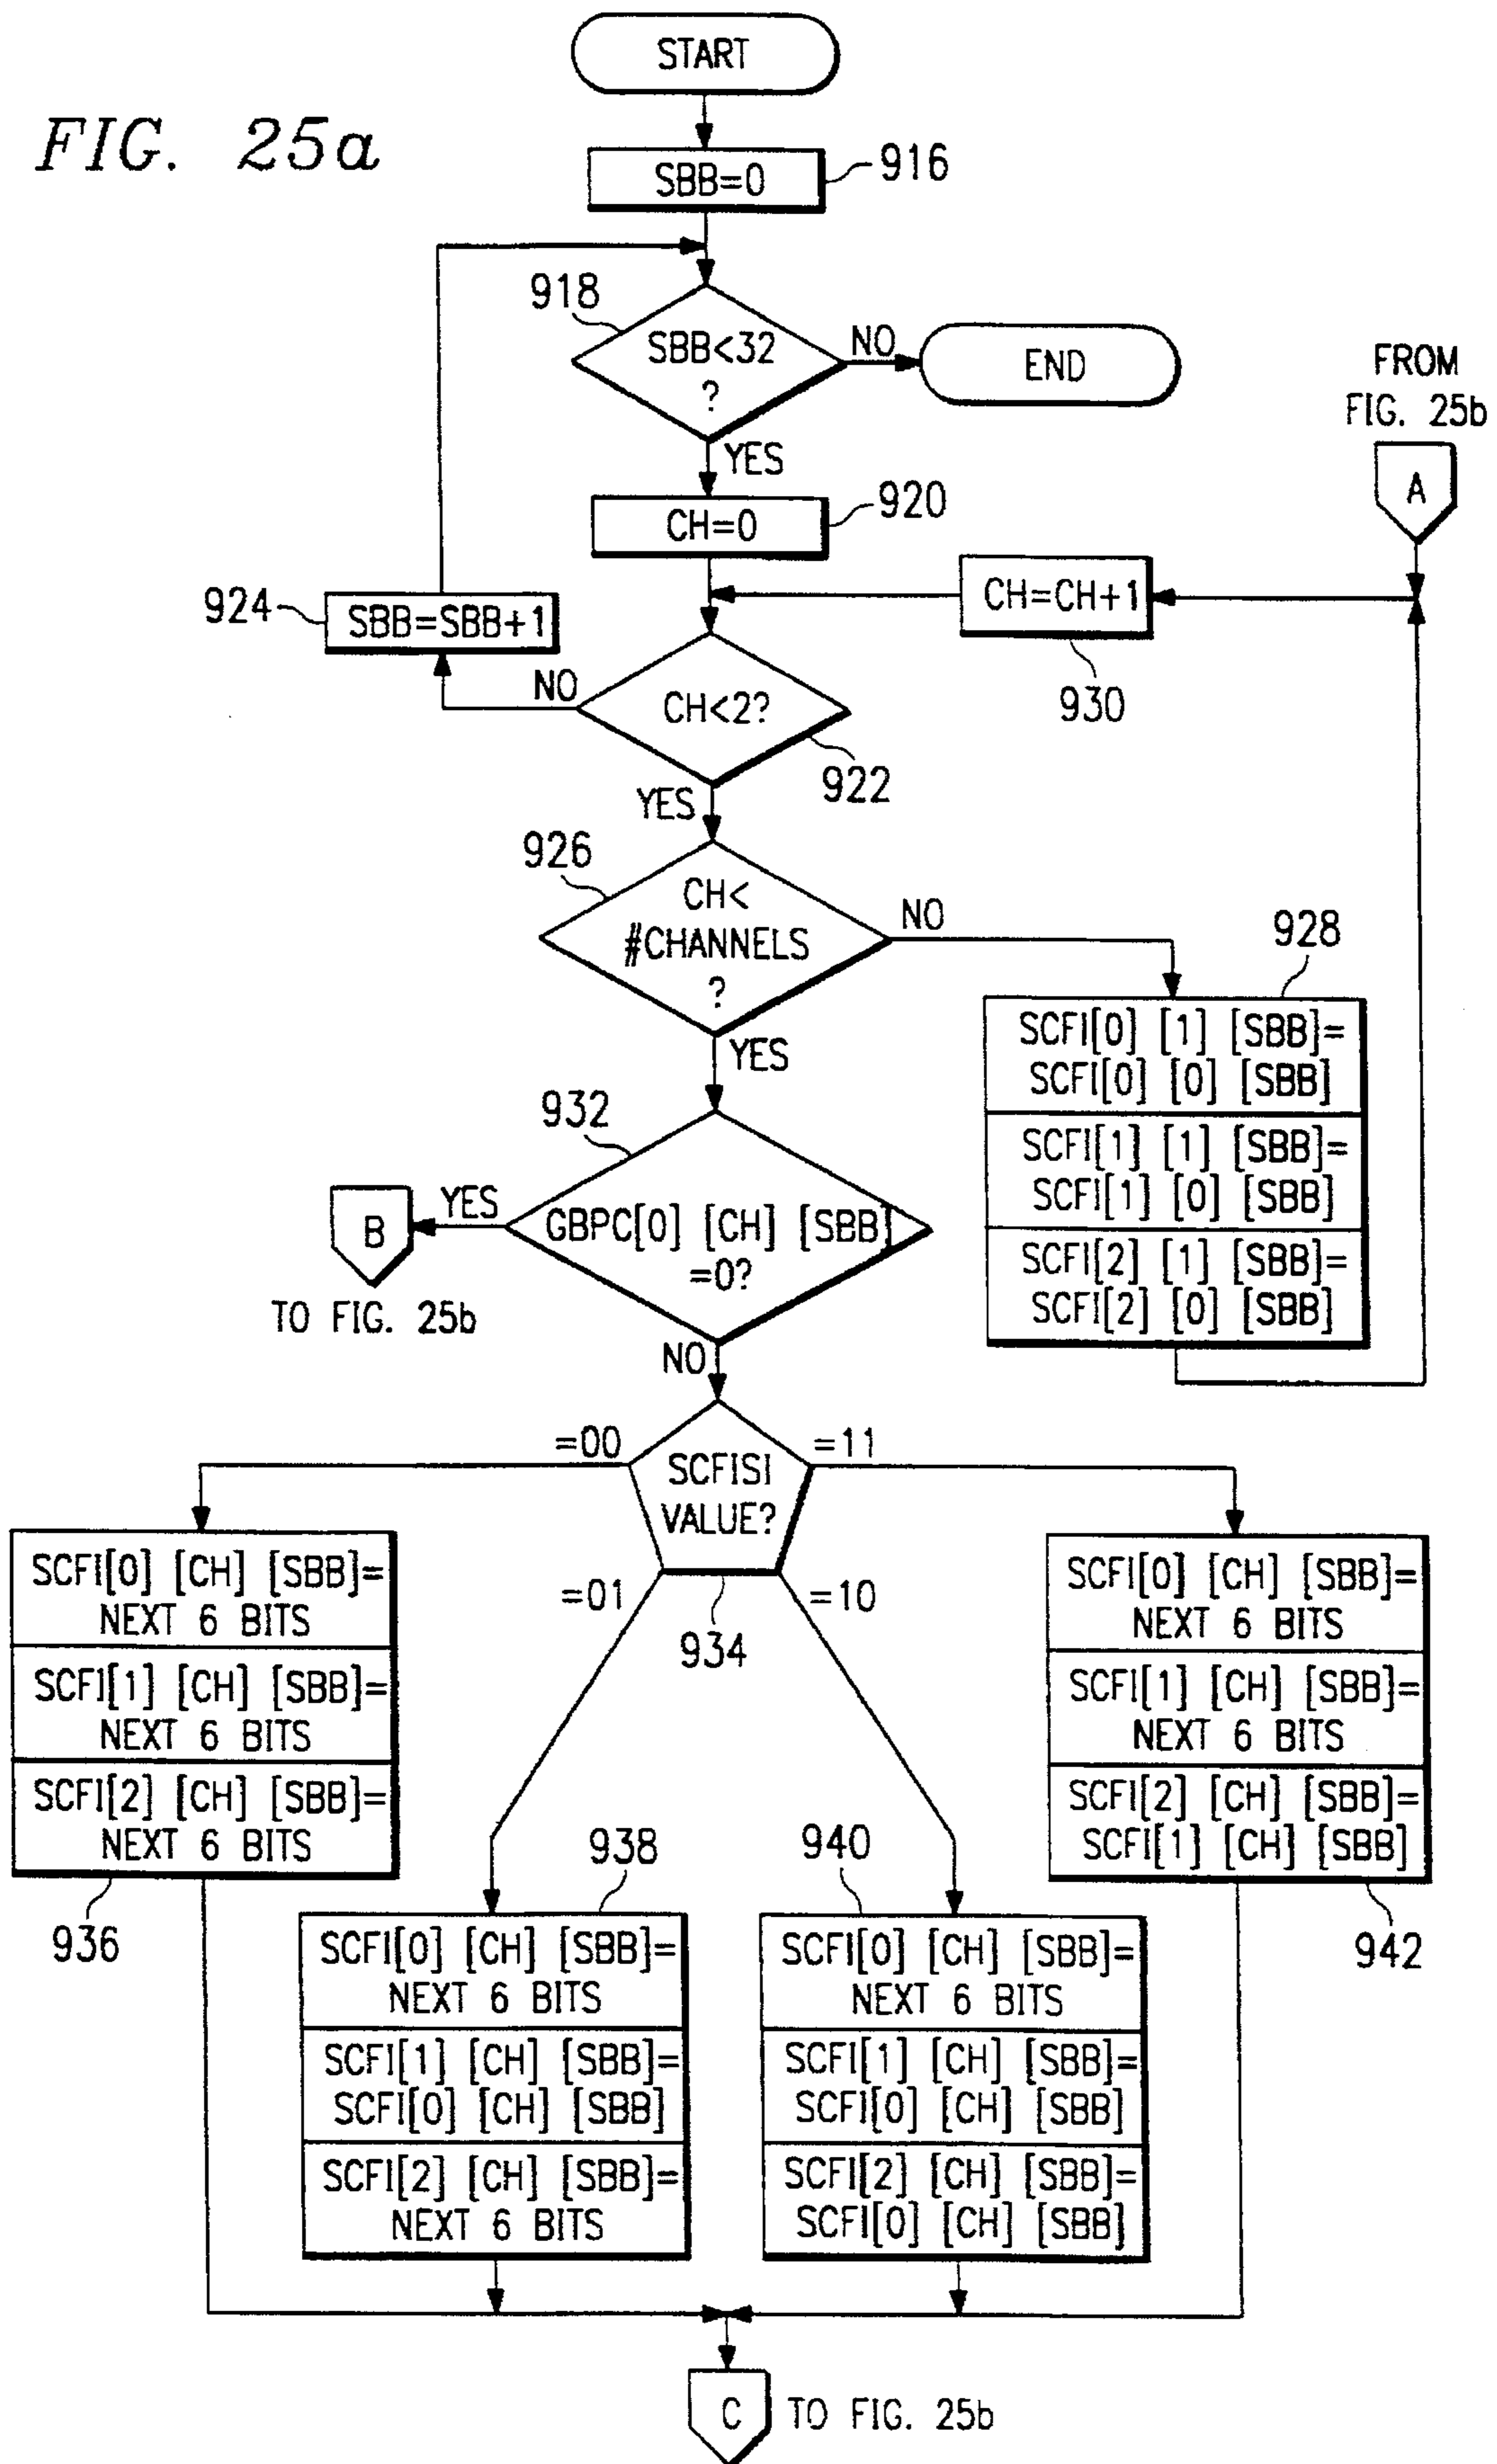 FIG. 25a
START
SBB=0
916
918
SBB<32
?
NO
END
YES
FROM
FIG. 25b
A
CH=0
920
924
SBB=SBB+1
CH=CH+1
930
NO
CH<2?
922
YES
926
CH<
#CHANNELS
?
NO
YES
928
SCFI[0] [1] [SBB]=
SCFI[0] [0] [SBB]
SCFI[1] [1] [SBB]=
SCFI[1] [0] [SBB]
SCFI[2] [1] [SBB]=
SCFI[2] [0] [SBB]
932
GBPC[0] [CH] [SBB]
=0?
YES
B
TO FIG. 25b
NO
SCFISI
VALUE?
=00
=11
=01
=10
934
SCFI[0] [CH] [SBB]=
NEXT 6 BITS
SCFI[1] [CH] [SBB]=
NEXT 6 BITS
SCFI[2] [CH] [SBB]=
NEXT 6 BITS
936
SCFI[0] [CH] [SBB]=
NEXT 6 BITS
SCFI[1] [CH] [SBB]=
NEXT 6 BITS
SCFI[2] [CH] [SBB]=
SCFI[1] [CH] [SBB]
942
938
SCFI[0] [CH] [SBB]=
NEXT 6 BITS
SCFI[1] [CH] [SBB]=
SCFI[0] [CH] [SBB]
SCFI[2] [CH] [SBB]=
NEXT 6 BITS
940
SCFI[0] [CH] [SBB]=
NEXT 6 BITS
SCFI[1] [CH] [SBB]=
SCFI[0] [CH] [SBB]
SCFI[2] [CH] [SBB]=
SCFI[0] [CH] [SBB]
C
TO FIG. 25b